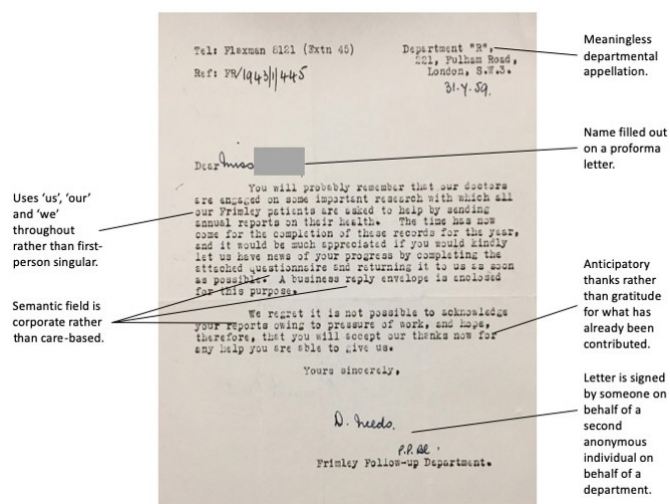 Tel: Flaxman 8121 (Extn 45)
Department "R",
221, Fulham Road,
London, S.W.3.
Ref: FR/1943/1/445
Dear Miss
You will probably remember that our doctors
are engaged on some important research with which all
our Frimley patients are asked to help by sending
annual reports on their health. The time has now
come for the completion of these records for the year,
and it would be much appreciated if you would kindly
let us have news of your progress by completing the
attached questionnaire and returning it to us as soon
as possible. A business reply envelope is enclosed
for this purpose.
We regret it is not possible to acknowledge
your reports owing to pressure of work, and hope,
therefore, that you will accept our thanks now for
any help you are able to give us.
Yours sincerely,
D. Needs.
Frimley Follow-up Department.
Uses ‘us’, ‘our’
and ‘we’
throughout
rather than first-
person singular.
Semantic field is
corporate rather
than care-based.
Meaningless
departmental
appellation.
Name filled out
on a proforma
letter.
Anticipatory
thanks rather
than gratitude
for what has
already been
contributed.
Letter is signed
by someone on
behalf of a
second
anonymous
individual on
behalf of a
department.